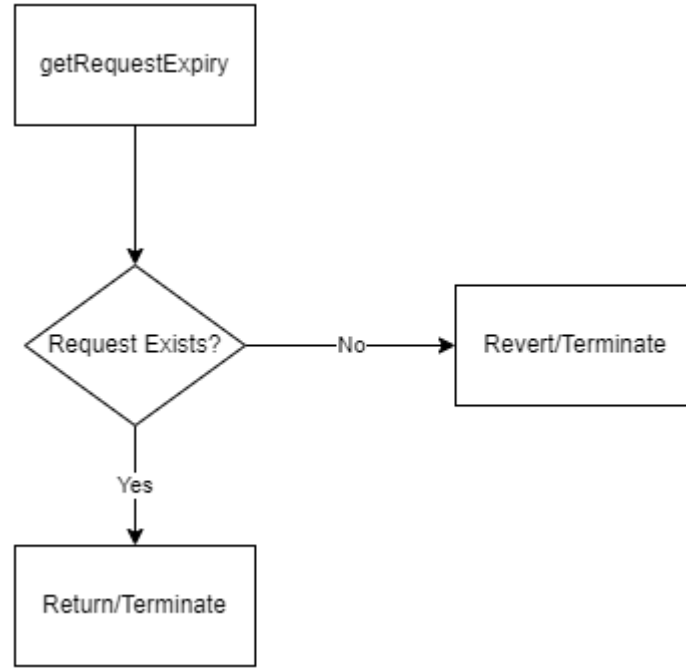 getRequestExpiry
Request Exists?
No
Revert/Terminate
Yes
Return/Terminate